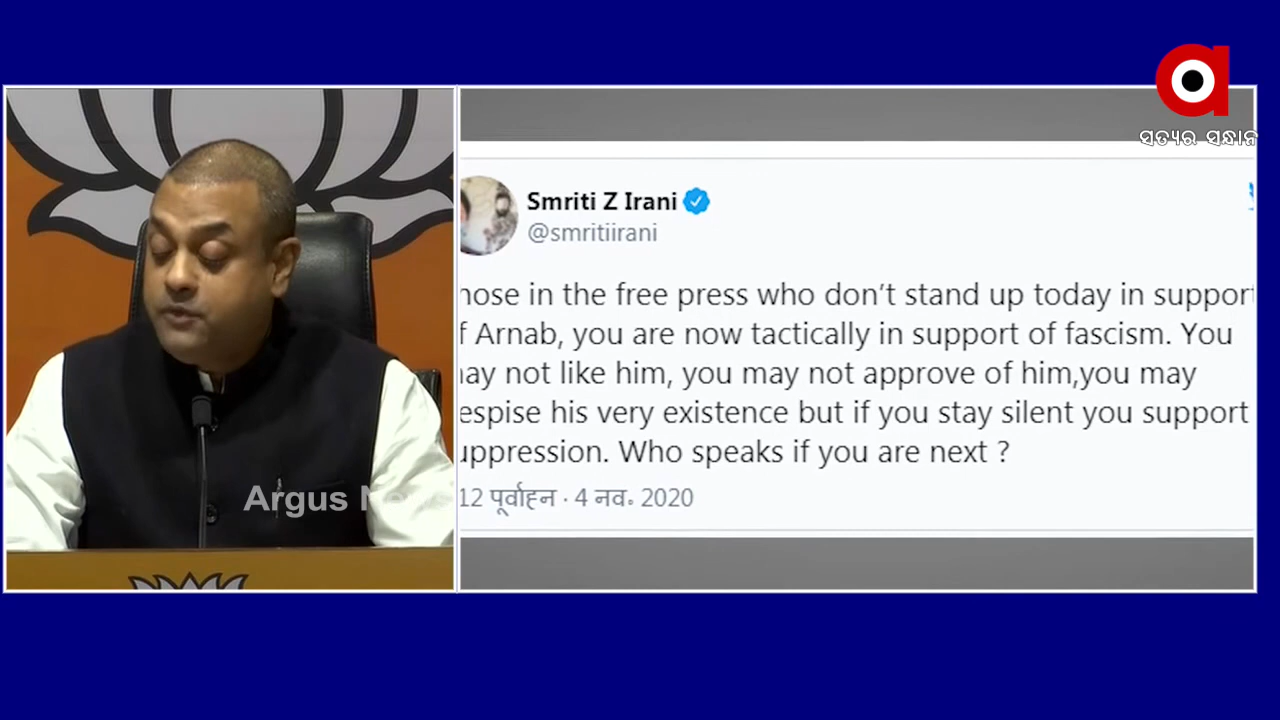 ସତ୍ୟର ସନ୍ଧାନ
Smriti Z Irani
@smritiirani
hose in the free press who don't stand up today in support
f Arnab, you are now tactically in support of fascism. You
ay not like him, you may not approve of him,you may
espise his very existence but if you stay silent you support
uppression. Who speaks if you are next ?
12 पूर्वाह्न · 4 नव॰ 2020
Argus News